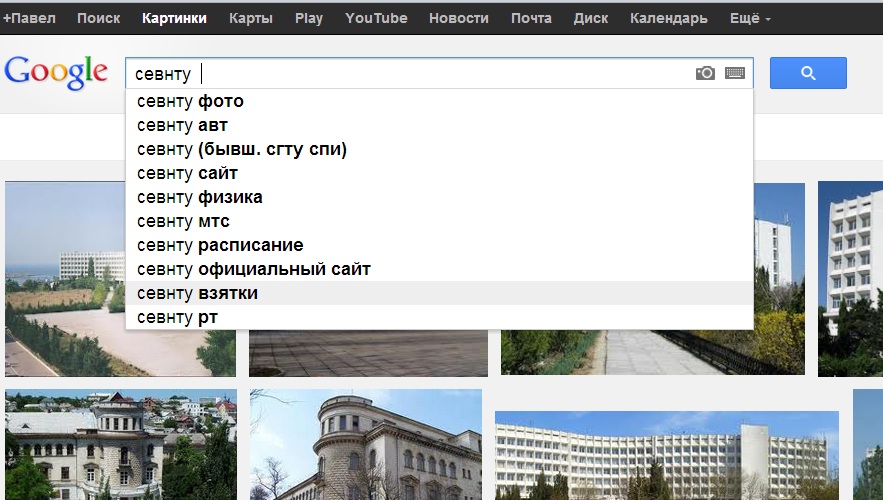 +Павел Поиск Картинки Карты Play YouTube Новости Почта Диск Календарь Ещё
Google севнту
севнту фото
севнту авт
севнту (бывш. сгту спи)
севнту сайт
севнту физика
севнту мтс
севнту расписание
севнту официальный сайт
севнту взятки
севнту рт